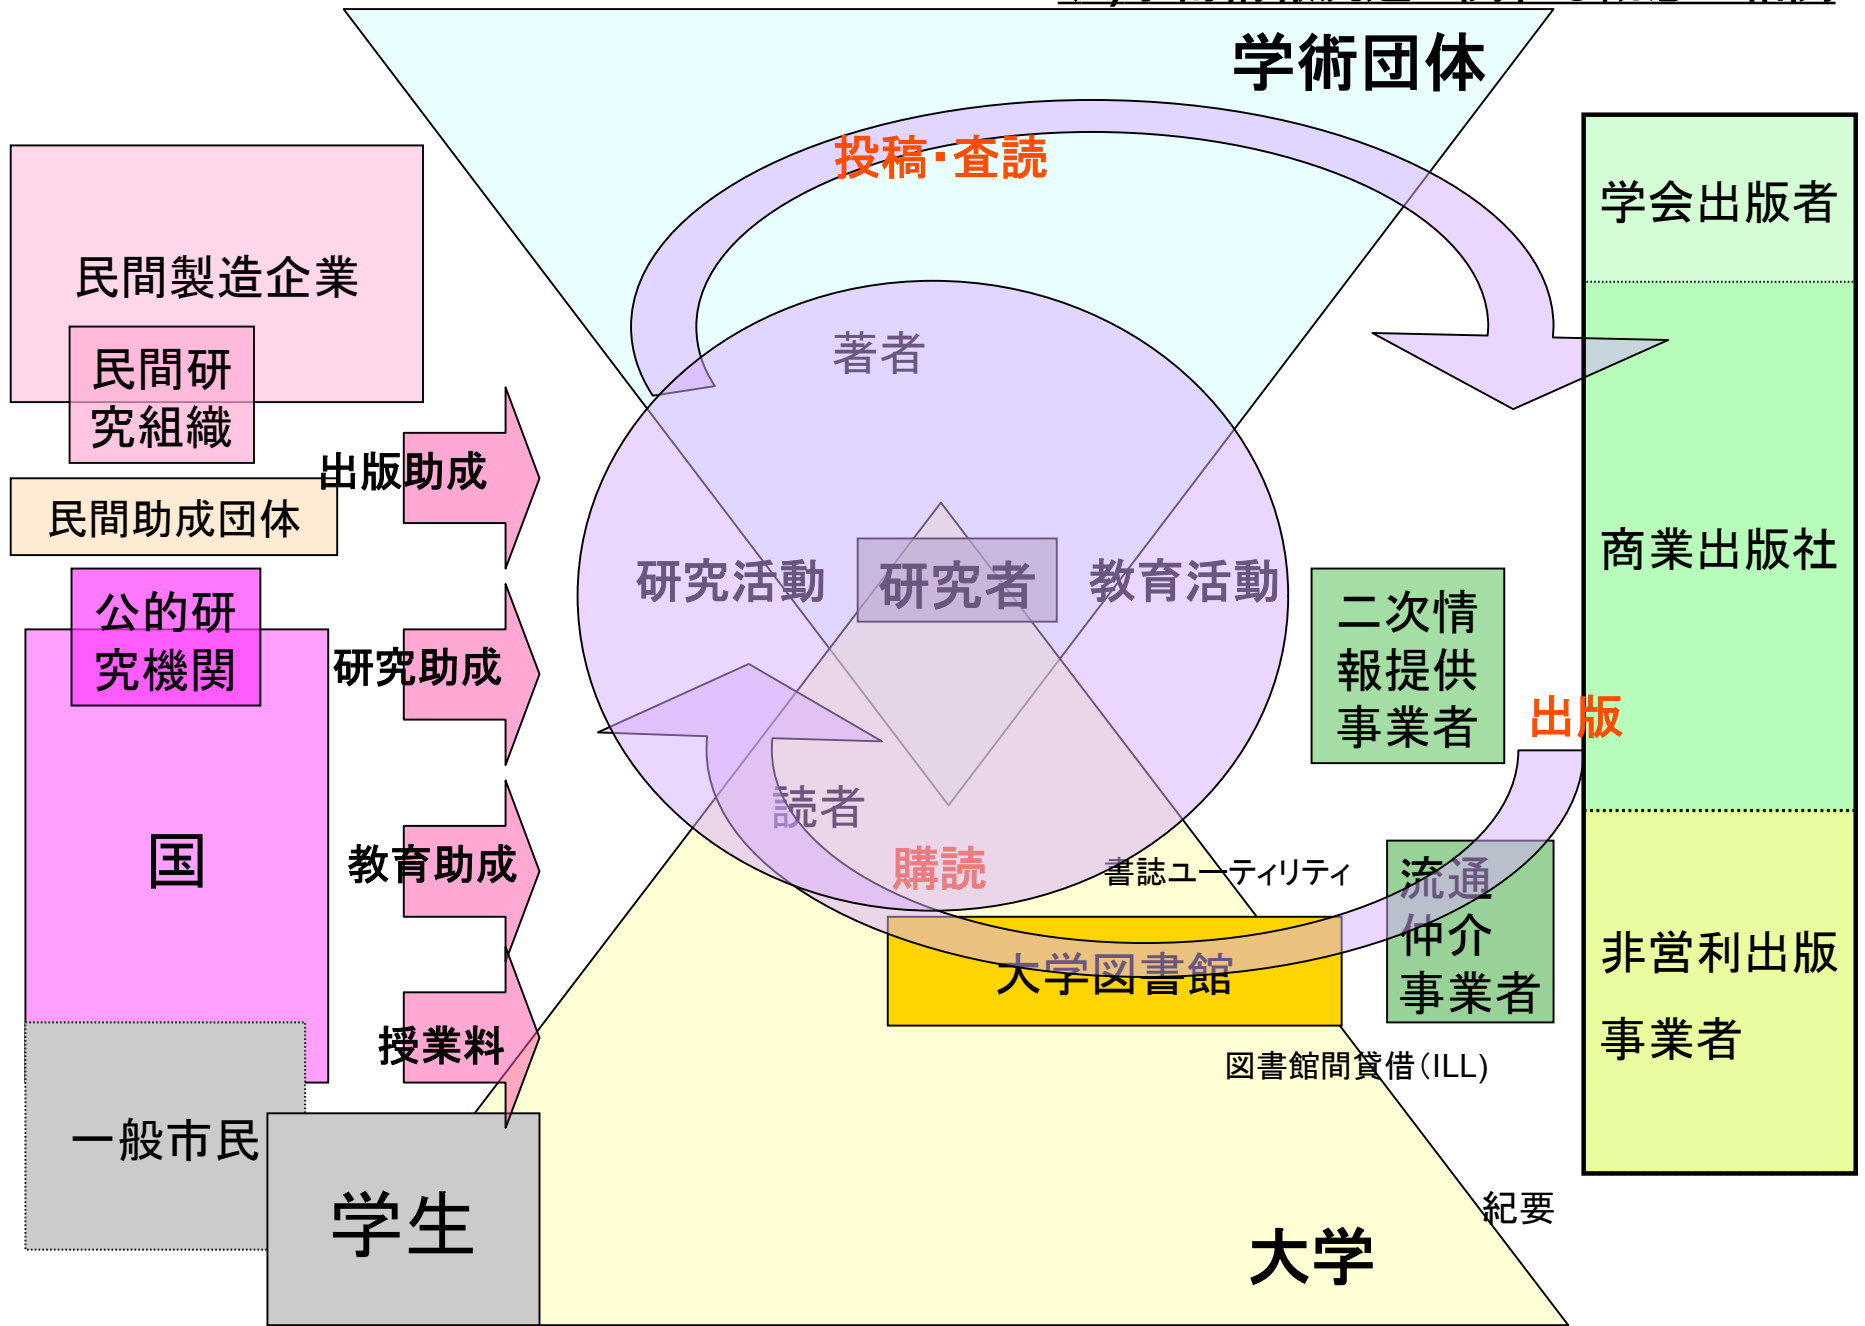 学術団体
投稿・査読
学会出版者
民間製造企業
著者
民間研
究組織
出版助成
民間助成団体
商業出版社
研究活動
研究者
教育活動
公的研
究機関
二次情
報提供
事業者
研究助成
出版
読者
国
教育助成
購読
書誌ユーティリティ
流通
仲介
事業者
非営利出版
事業者
大学図書館
授業料
図書館間貸借(ILL)
一般市民
学生
紀要
大学